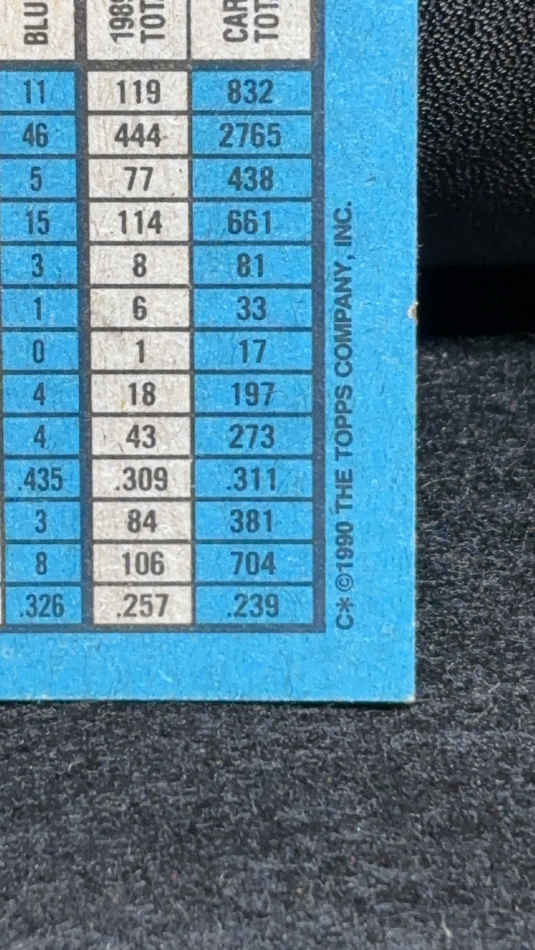 BLU 1989 TOTA CAR TOT
11 119 832
46 444 2765
5 77 438
15 114 661
3 8 81
1 6 33
0 1 17
4 18 197
4 43 273
.435 .309 .311
3 84 381
8 106 704
.326 .257 .239
C*©1990 THE TOPPS COMPANY, INC.